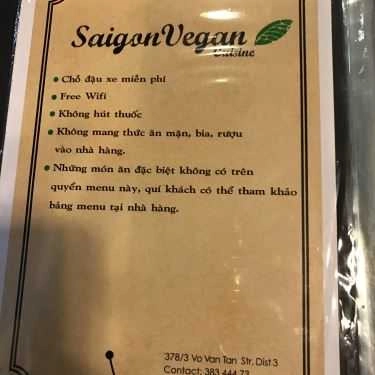 SaigonVegan
Cuisine
Chỗ đậu xe miễn phí
Free Wifi
Không hút thuốc
Không mang thức ăn mặn, bia, rượu
vào nhà hàng.
Những món ăn đặc biệt không có trên
quyển menu này, quí khách có thể tham khảo
bảng menu tại nhà hàng.
378/3 Vo Van Tan Str, Dist 3
Contact: 383 444 73